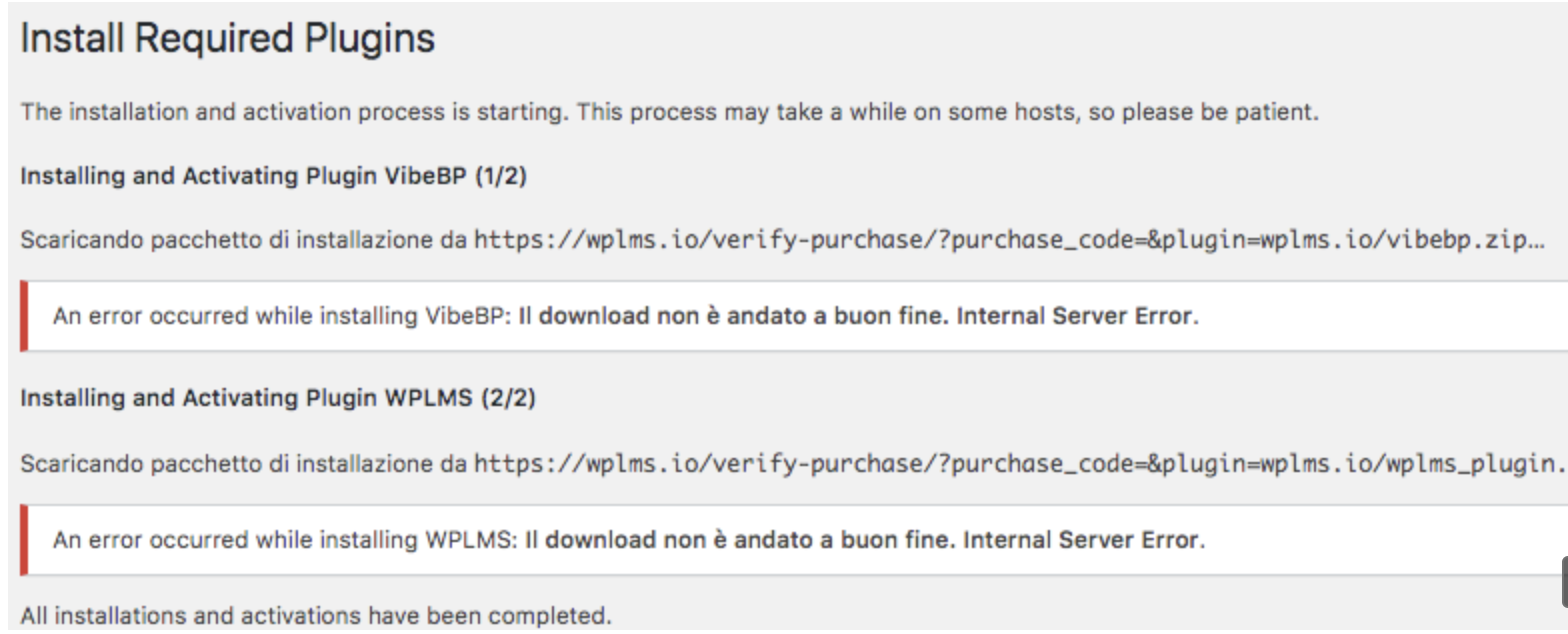 Install Required Plugins
The installation and activation process is starting. This process may take a while on some hosts, so please be patient.
Installing and Activating Plugin VibeBP (1/2)
Scaricando pacchetto di installazione da https://wplms.io/verify-purchase/?purchase_code=&plugin=wplms.io/vibebp.zip…
An error occurred while installing VibeBP: Il download non è andato a buon fine. Internal Server Error.
Installing and Activating Plugin WPLMS (2/2)
Scaricando pacchetto di installazione da https://wplms.io/verify-purchase/?purchase_code=&plugin=wplms.io/wplms_plugin.
An error occurred while installing WPLMS: Il download non è andato a buon fine. Internal Server Error.
All installations and activations have been completed.